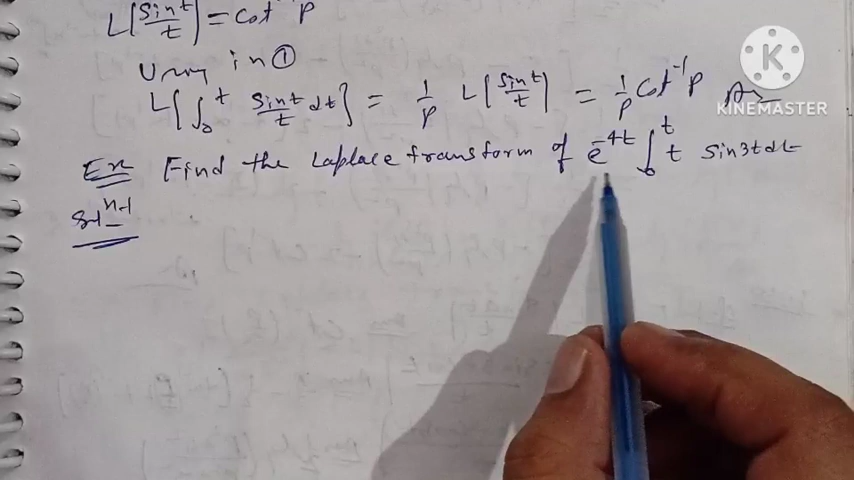 L{sin t/t} = cot⁻¹ p
Using in ①
L{∫₀ᵗ sin t/t dt} = 1/p L{sin t/t} = 1/p cot⁻¹ p
KINEMASTER
Ex Find the Laplace transform of e⁻⁴ᵗ ∫₀ᵗ t sin3t dt
Solⁿ⁻